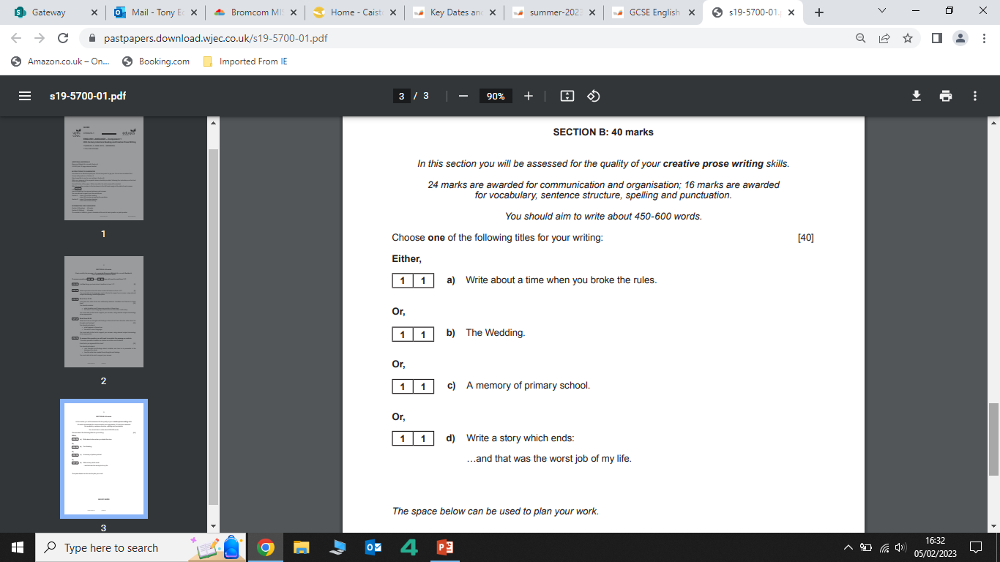 Gateway
Mail - Tony Ec
Bromcom MIS
Home - Caist
Key Dates and
summer-2023
GCSE English
s19-5700-01.p
pastpapers.download.wjec.co.uk/s19-5700-01.pdf
Amazon.co.uk – On...
Booking.com
Imported From IE
s19-5700-01.pdf
3 / 3
90%
1
2
3
SECTION B: 40 marks
In this section you will be assessed for the quality of your creative prose writing skills.
24 marks are awarded for communication and organisation; 16 marks are awarded
for vocabulary, sentence structure, spelling and punctuation.
You should aim to write about 450-600 words.
Choose one of the following titles for your writing: [40]
Either,
1 1 a) Write about a time when you broke the rules.
Or,
1 1 b) The Wedding.
Or,
1 1 c) A memory of primary school.
Or,
1 1 d) Write a story which ends:
…and that was the worst job of my life.
The space below can be used to plan your work.
Type here to search
16:32
05/02/2023